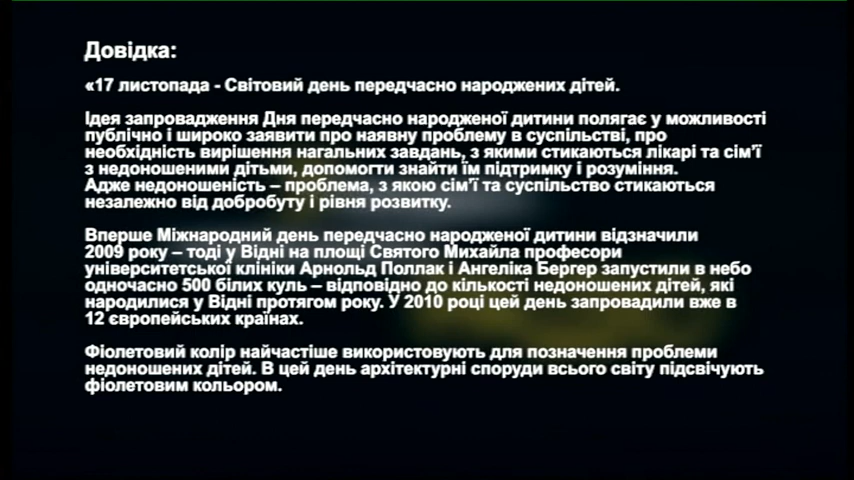 Довідка:
«17 листопада - Світовий день передчасно народжених дітей.
Ідея запровадження Дня передчасно народженої дитини полягає у можливості
публічно і широко заявити про наявну проблему в суспільстві, про
необхідність вирішення нагальних завдань, з якими стикаються лікарі та сім’ї
з недоношеними дітьми, допомогти знайти їм підтримку і розуміння.
Адже недоношеність – проблема, з якою сім’ї та суспільство стикаються
незалежно від добробуту і рівня розвитку.
Вперше Міжнародний день передчасно народженої дитини відзначили
2009 року – тоді у Відні на площі Святого Михайла професори
університетської клініки Арнольд Поллак і Ангеліка Бергер запустили в небо
одночасно 500 білих куль – відповідно до кількості недоношених дітей, які
народилися у Відні протягом року. У 2010 році цей день запровадили вже в
12 європейських країнах.
Фіолетовий колір найчастіше використовують для позначення проблеми
недоношених дітей. В цей день архітектурні споруди всього світу підсвічують
фіолетовим кольором.